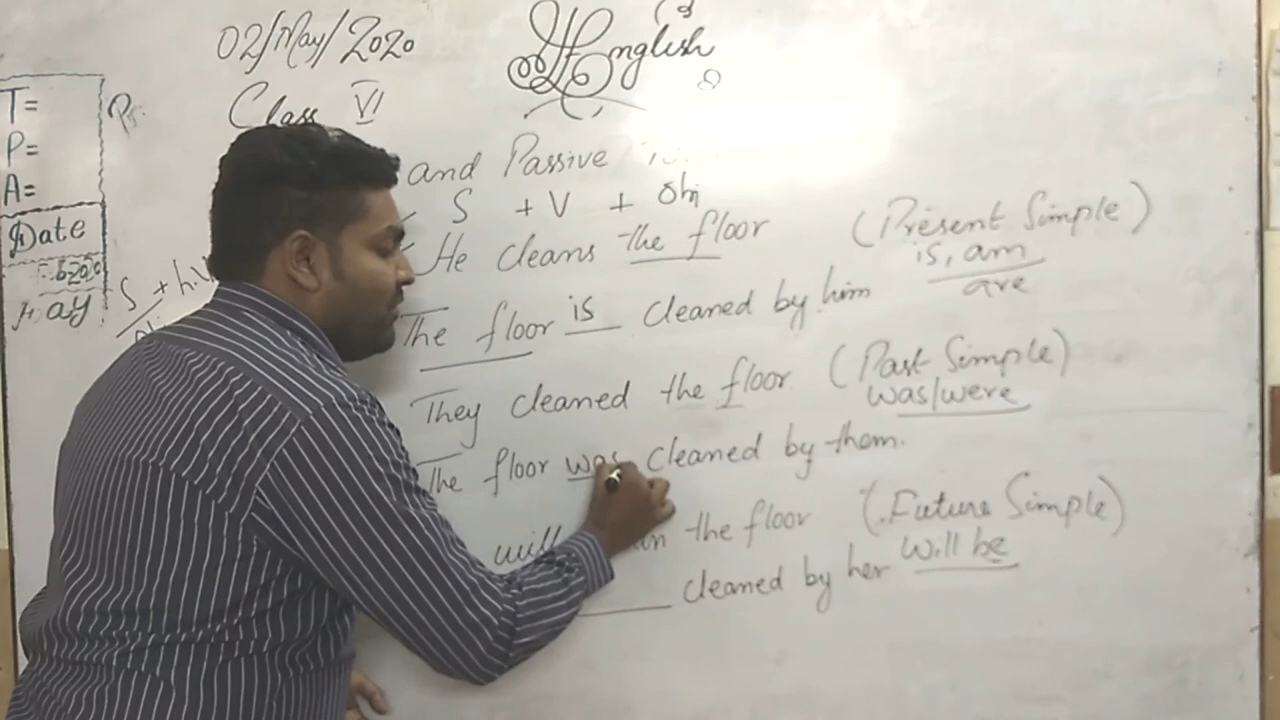 02/May/2020
English
Class VI
T=
P=
A=
Date
and Passive
S + V + Obj
He cleans the floor (Present Simple)
is, am
are
The floor is cleaned by him
They cleaned the floor. (Past Simple)
was/were
The floor was cleaned by them.
will the floor (Future Simple)
will be
cleaned by her